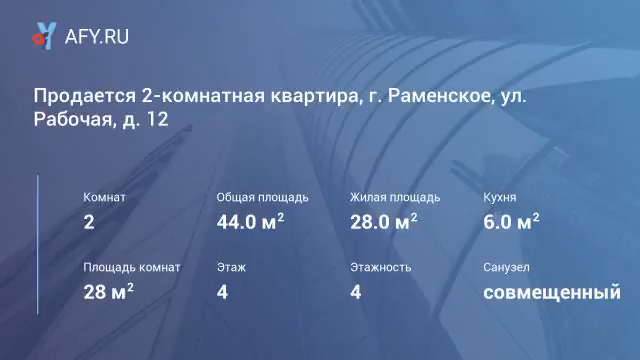 AFY.RU
Продается 2-комнатная квартира, г. Раменское, ул.
Рабочая, д. 12
Комнат
Общая площадь
Жилая площадь
Кухня
2
44.0 м²
28.0 м²
6.0 м²
Площадь комнат
Этаж
Этажность
Санузел
28 м²
4
4
совмещенный